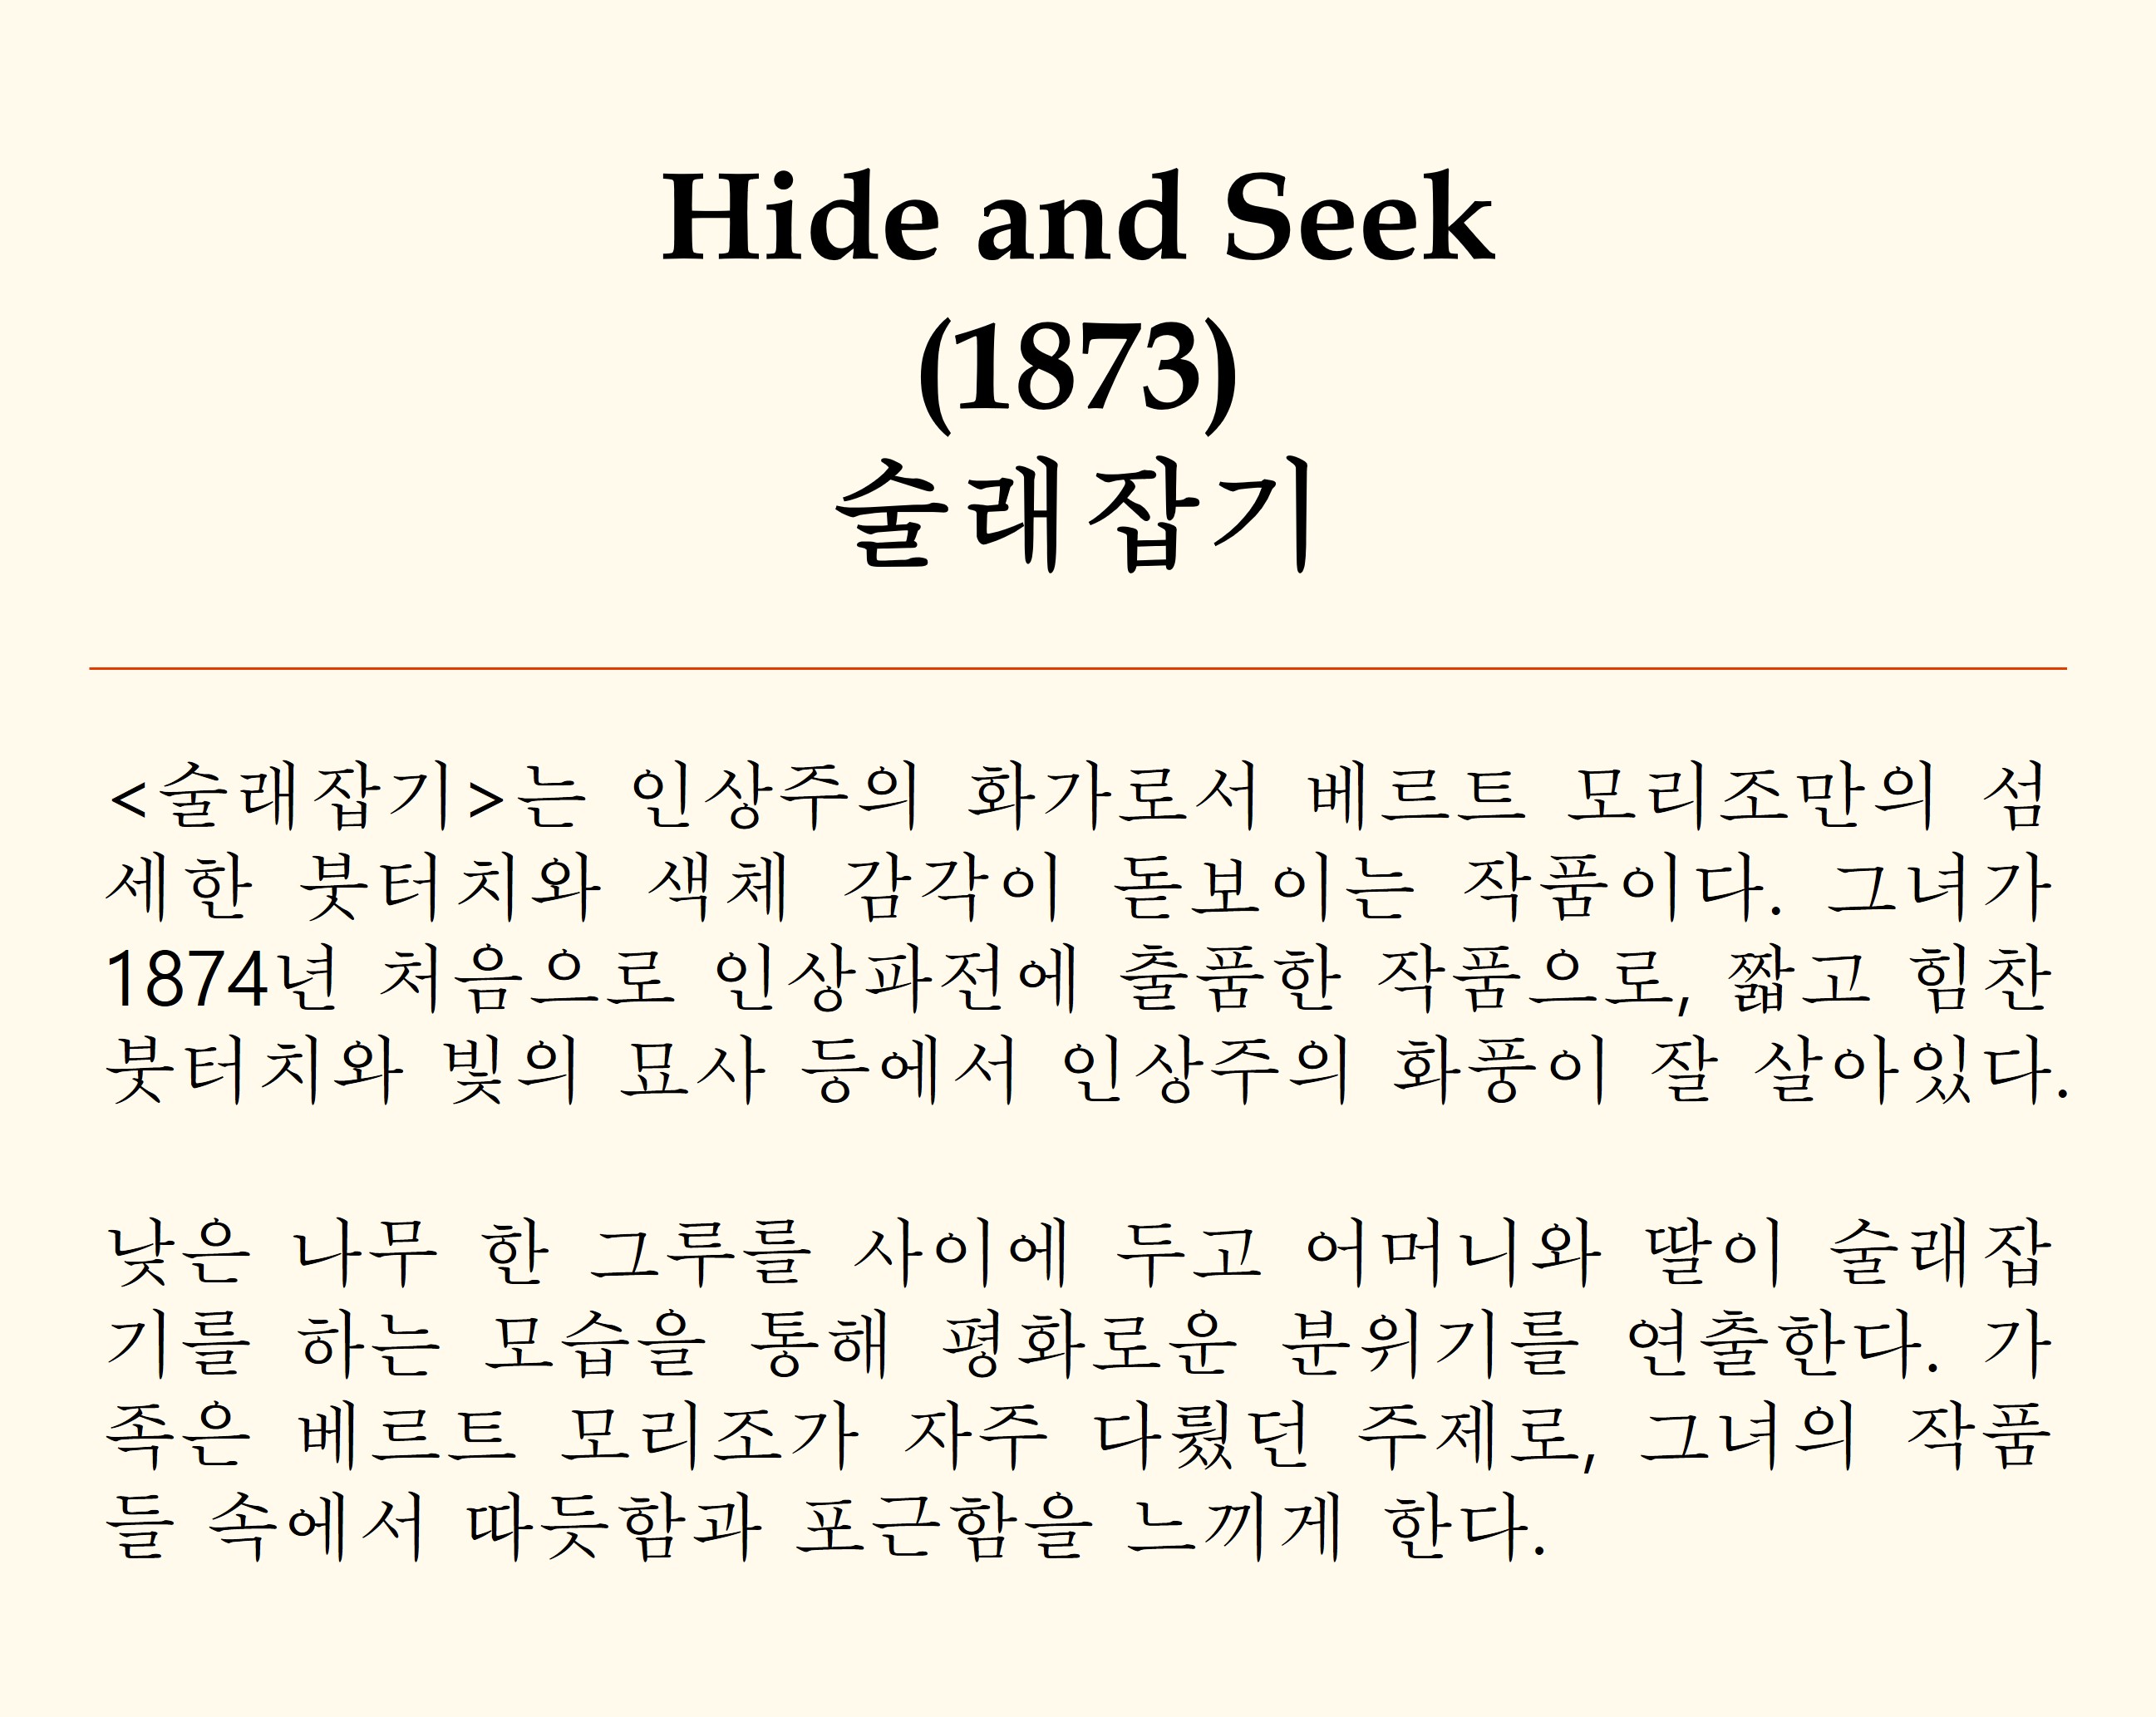 Hide and Seek
(1873)
술래잡기
<술래잡기>는 인상주의 화가로서 베르트 모리조만의 섬
세한 붓터치와 색체 감각이 돋보이는 작품이다. 그녀가
1874년 처음으로 인상파전에 출품한 작품으로, 짧고 힘찬
붓터치와 빛의 묘사 등에서 인상주의 화풍이 잘 살아있다.
낮은 나무 한 그루를 사이에 두고 어머니와 딸이 술래잡
기를 하는 모습을 통해 평화로운 분위기를 연출한다. 가
족은 베르트 모리조가 자주 다뤘던 주제로, 그녀의 작품
들 속에서 따듯함과 포근함을 느끼게 한다.